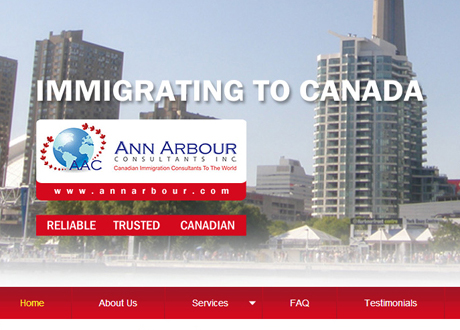 IMMIGRATING TO CANADA
ANN ARBOUR
CONSULTANTS INC.
Canadian Immigration Consultants To The World
AAC
www.annarbour.com
RELIABLE TRUSTED CANADIAN
Home About Us Services FAQ Testimonials